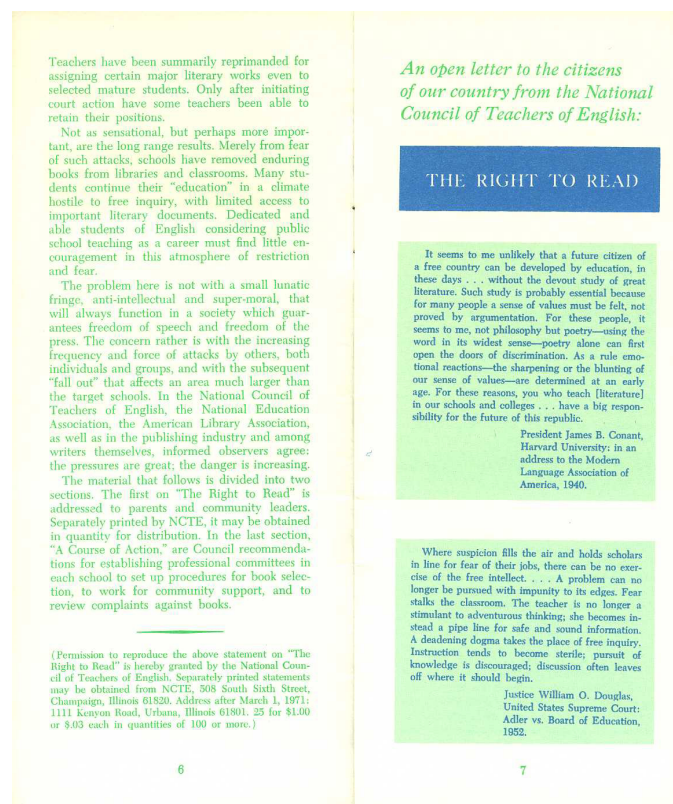 Teachers have been summarily reprimanded for
assigning certain major literary works even to
selected mature students. Only after initiating
court action have some teachers been able to
retain their positions.
Not as sensational, but perhaps more impor-
tant, are the long range results. Merely from fear
of such attacks, schools have removed enduring
books from libraries and classrooms. Many stu-
dents continue their “education” in a climate
hostile to free inquiry, with limited access to
important literary documents. Dedicated and
able students of English considering public
school teaching as a career must find little en-
couragement in this atmosphere of restriction
and fear.
The problem here is not with a small lunatic
fringe, anti-intellectual and super-moral, that
will always function in a society which guar-
antees freedom of speech and freedom of the
press. The concern rather is with the increasing
frequency and force of attacks by others, both
individuals and groups, and with the subsequent
“fall out” that affects an area much larger than
the target schools. In the National Council of
Teachers of English, the National Education
Association, the American Library Association,
as well as in the publishing industry and among
writers themselves, informed observers agree:
the pressures are great; the danger is increasing.
The material that follows is divided into two
sections. The first on “The Right to Read” is
addressed to parents and community leaders.
Separately printed by NCTE, it may be obtained
in quantity for distribution. In the last section,
“A Course of Action,” are Council recommenda-
tions for establishing professional committees in
each school to set up procedures for book selec-
tion, to work for community support, and to
review complaints against books.
(Permission to reproduce the above statement on “The
Right to Read” is hereby granted by the National Coun-
cil of Teachers of English. Separately printed statements
may be obtained from NCTE, 508 South Sixth Street,
Champaign, Illinois 61820. Address after March 1, 1971:
1111 Kenyon Road, Urbana, Illinois 61801. 25 for $1.00
or $.03 each in quantities of 100 or more.)
6
An open letter to the citizens
of our country from the National
Council of Teachers of English:
THE RIGHT TO READ
It seems to me unlikely that a future citizen of
a free country can be developed by education, in
these days . . . without the devout study of great
literature. Such study is probably essential because
for many people a sense of values must be felt, not
proved by argumentation. For these people, it
seems to me, not philosophy but poetry—using the
word in its widest sense—poetry alone can first
open the doors of discrimination. As a rule emo-
tional reactions—the sharpening or the blunting of
our sense of values—are determined at an early
age. For these reasons, you who teach [literature]
in our schools and colleges . . . have a big respon-
sibility for the future of this republic.
President James B. Conant,
Harvard University: in an
address to the Modern
Language Association of
America, 1940.
Where suspicion fills the air and holds scholars
in line for fear of their jobs, there can be no exer-
cise of the free intellect. . . . A problem can no
longer be pursued with impunity to its edges. Fear
stalks the classroom. The teacher is no longer a
stimulant to adventurous thinking; she becomes in-
stead a pipe line for safe and sound information.
A deadening dogma takes the place of free inquiry.
Instruction tends to become sterile; pursuit of
knowledge is discouraged; discussion often leaves
off where it should begin.
Justice William O. Douglas,
United States Supreme Court:
Adler vs. Board of Education,
1952.
7